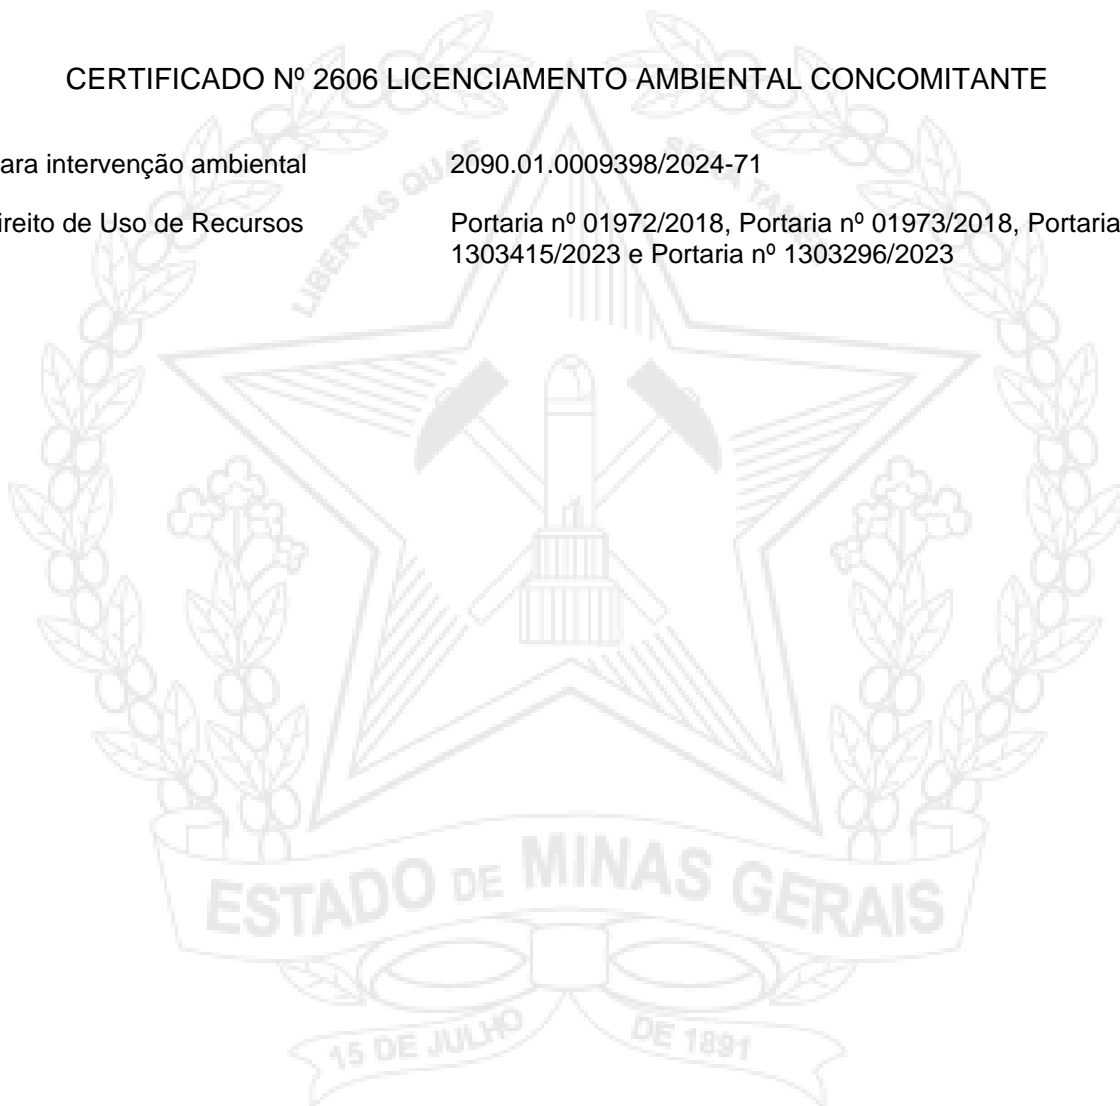 CERTIFICADO Nº 2606 LICENCIAMENTO AMBIENTAL CONCOMITANTE
ara intervenção ambiental 2090.01.0009398/2024-71
ireito de Uso de Recursos Portaria nº 01972/2018, Portaria nº 01973/2018, Portaria
1303415/2023 e Portaria nº 1303296/2023
LIBERTAS QUÆ SERA TAMEN
ESTADO DE MINAS GERAIS
15 DE JULHO DE 1891